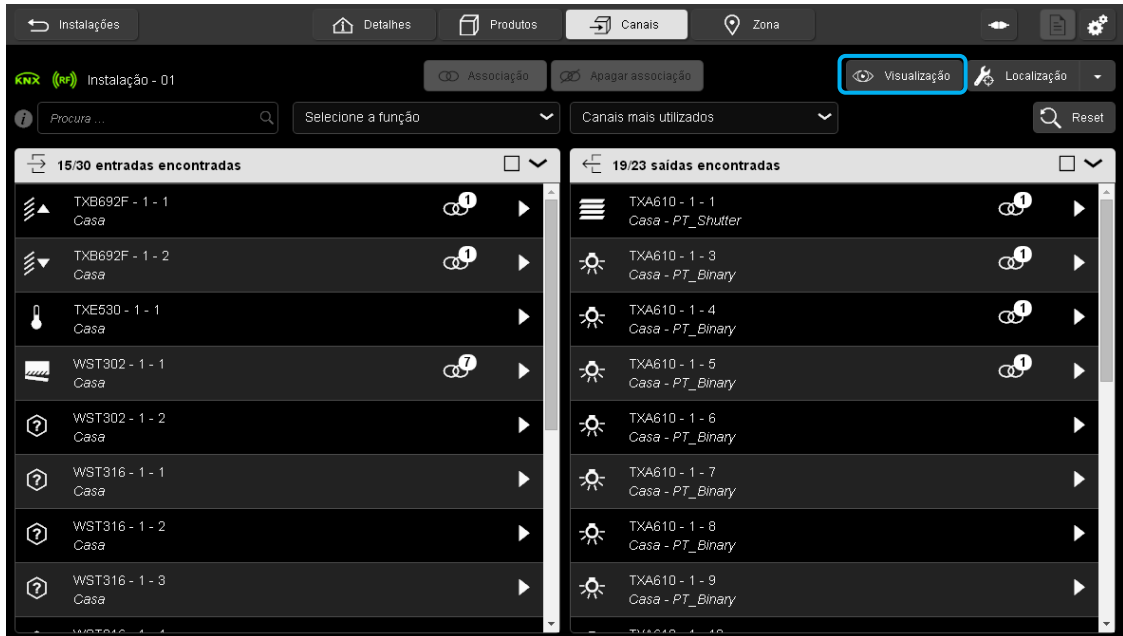 Instalações
Detalhes
Produtos
Canais
Zona
KNX (RF) Instalação - 01
Associação
Apagar associação
Visualização
Localização
Procura ...
Selecione a função
Canais mais utilizados
Reset
15/30 entradas encontradas
TXB692F - 1 - 1
Casa
1
TXB692F - 1 - 2
Casa
1
TXE530 - 1 - 1
Casa
WST302 - 1 - 1
Casa
7
WST302 - 1 - 2
Casa
WST316 - 1 - 1
Casa
WST316 - 1 - 2
Casa
WST316 - 1 - 3
Casa
19/23 saídas encontradas
TXA610 - 1 - 1
Casa - PT_Shutter
1
TXA610 - 1 - 3
Casa - PT_Binary
1
TXA610 - 1 - 4
Casa - PT_Binary
1
TXA610 - 1 - 5
Casa - PT_Binary
1
TXA610 - 1 - 6
Casa - PT_Binary
TXA610 - 1 - 7
Casa - PT_Binary
TXA610 - 1 - 8
Casa - PT_Binary
TXA610 - 1 - 9
Casa - PT_Binary